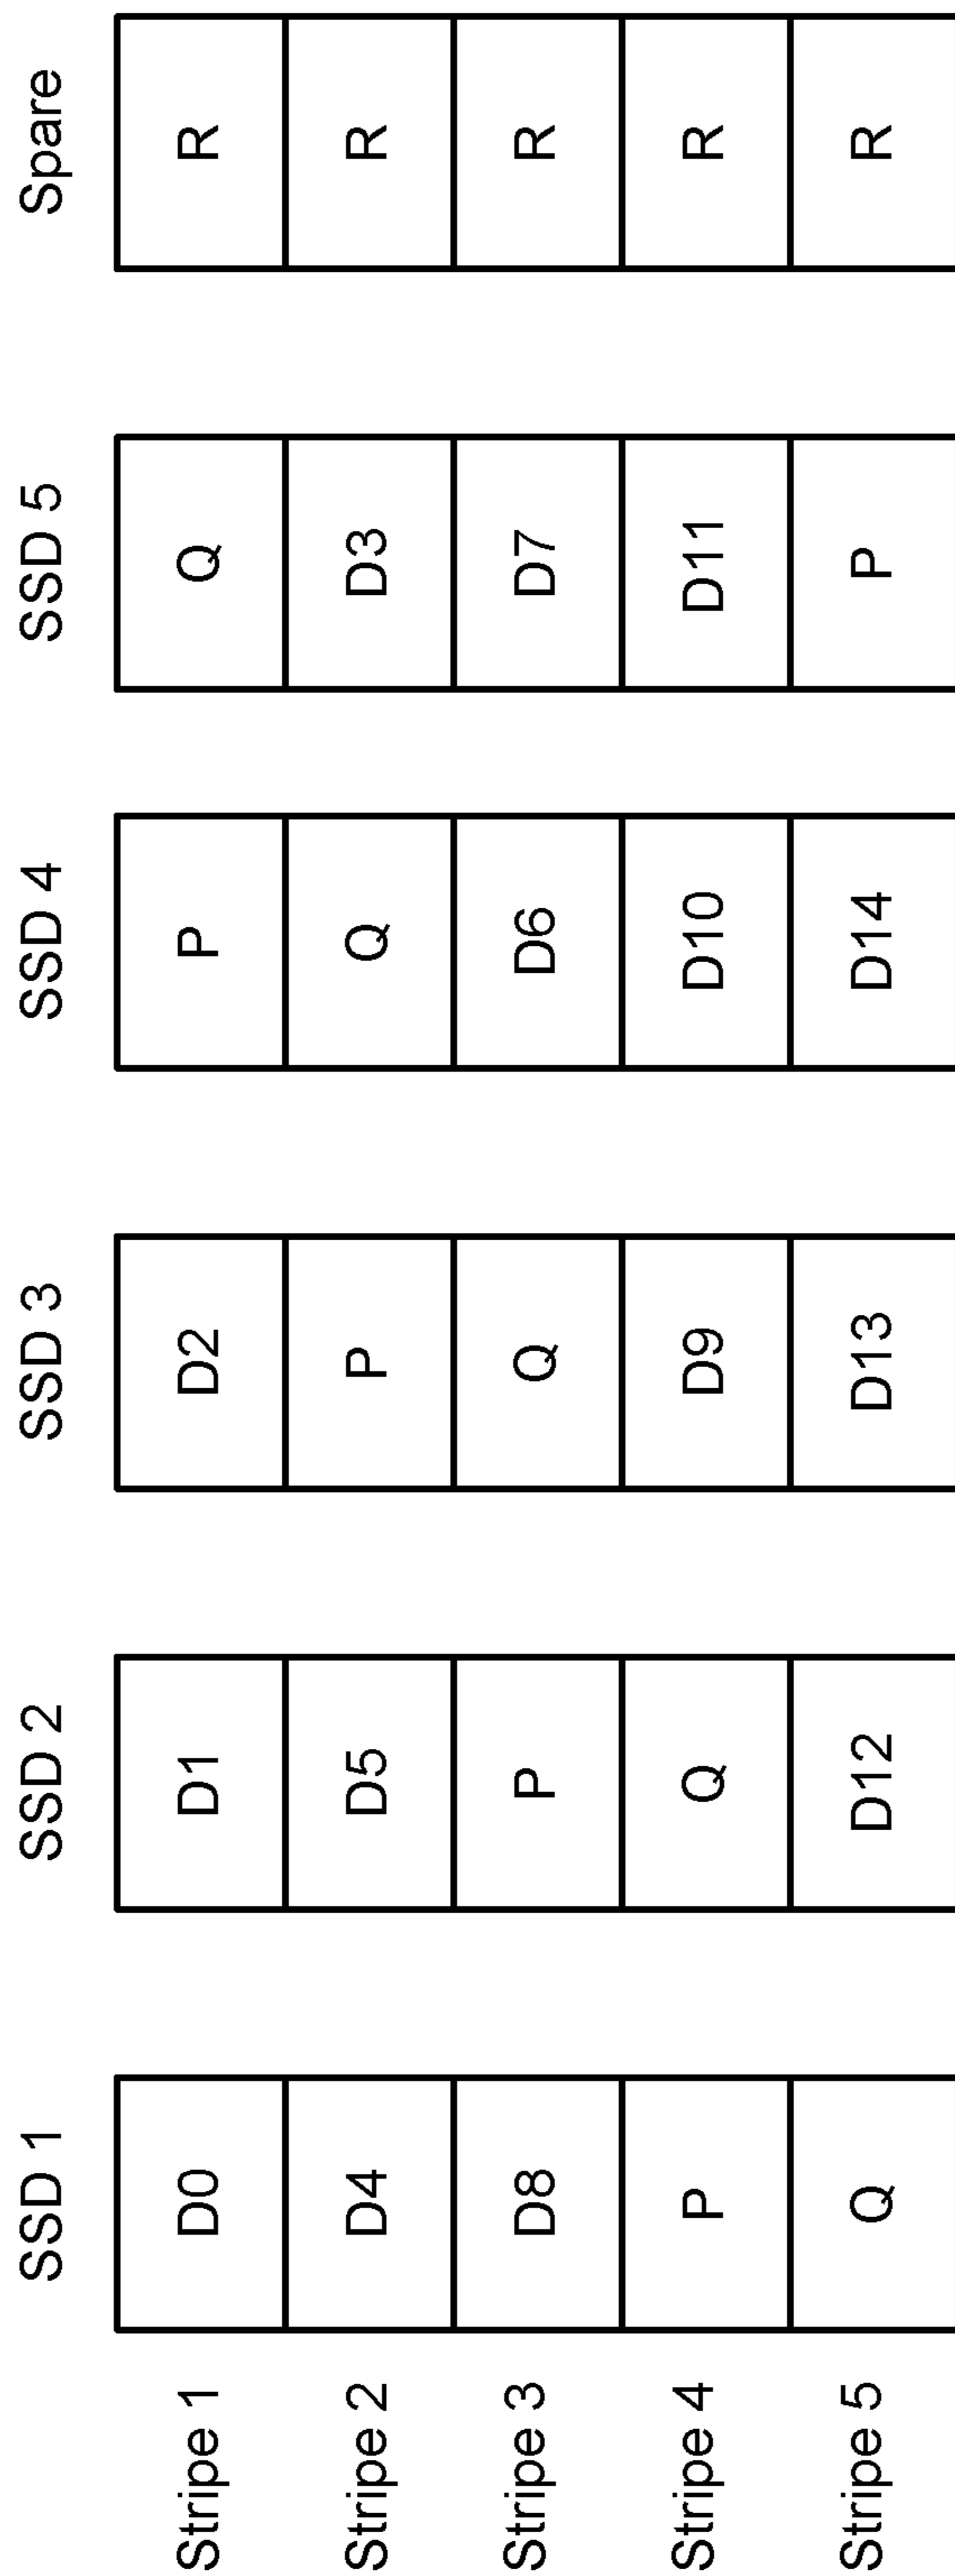 SSD 1 SSD 2 SSD 3 SSD 4 SSD 5 Spare
Stripe 1 D0 D1 D2 P Q R
Stripe 2 D4 D5 P Q D3 R
Stripe 3 D8 P Q D6 D7 R
Stripe 4 P Q D9 D10 D11 R
Stripe 5 Q D12 D13 D14 P R